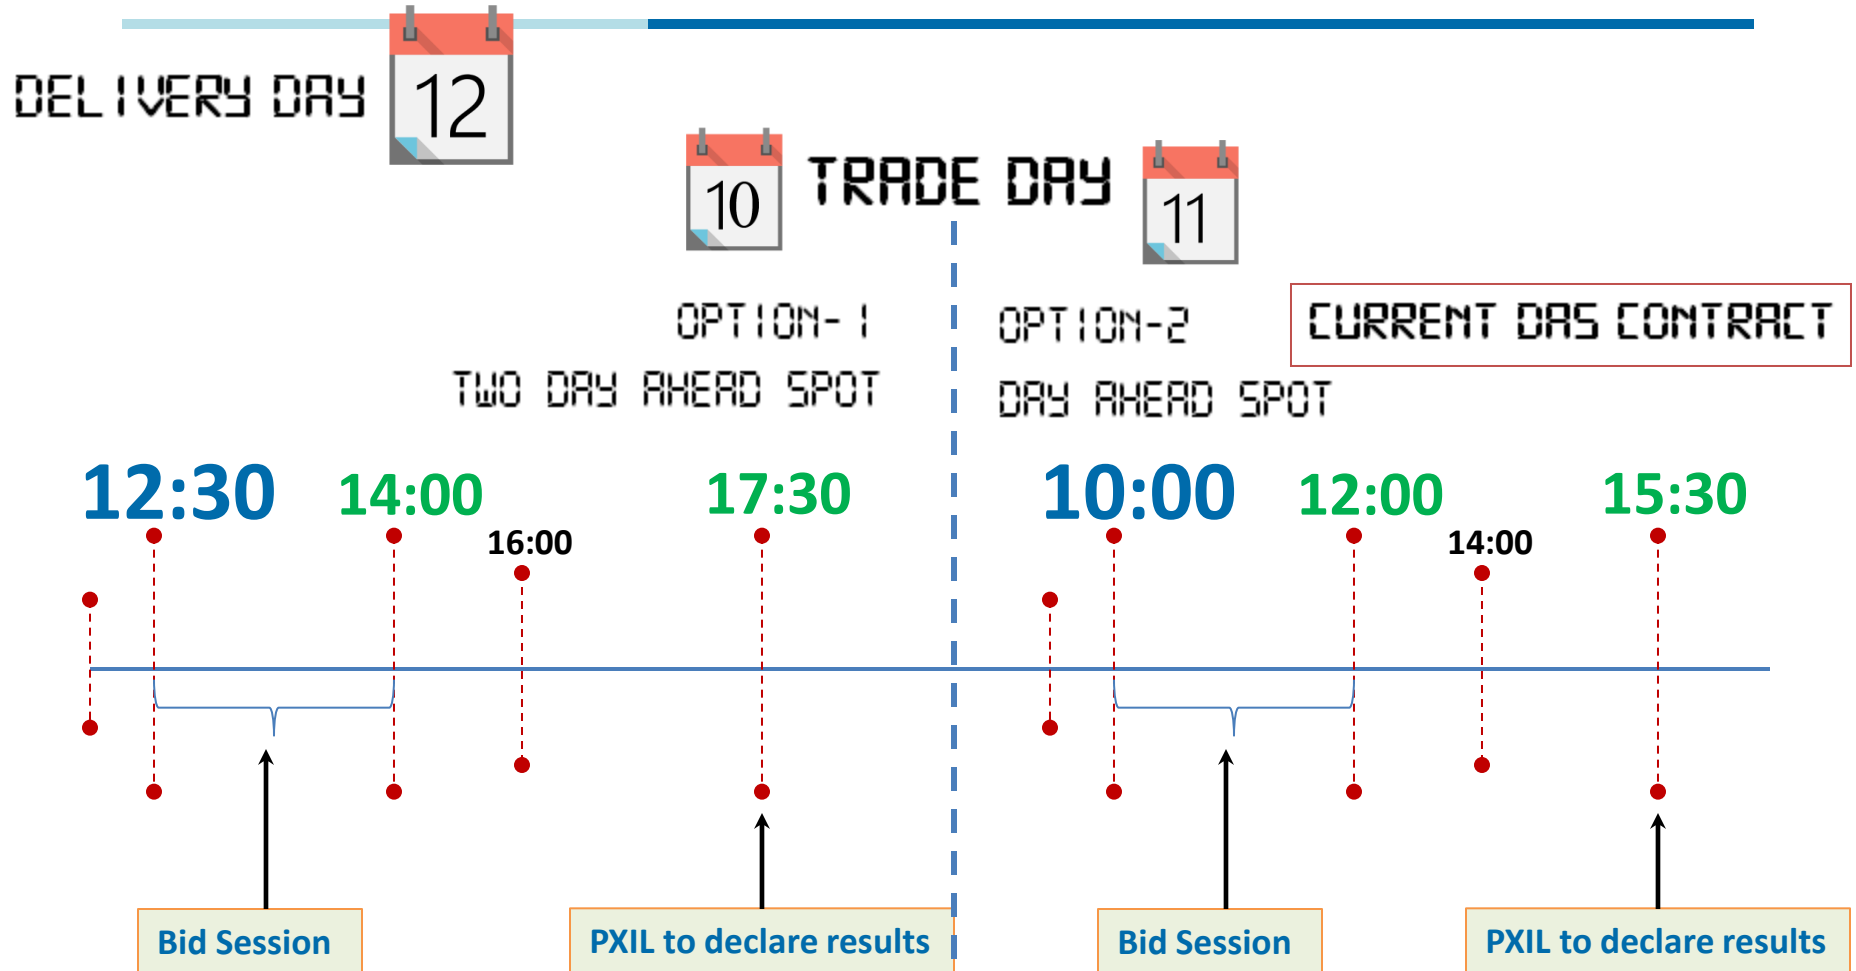 DELIVERY DAY
12
10
TRADE DAY
11
OPTION-1
TWO DAY AHEAD SPOT
OPTION-2
DAY AHEAD SPOT
CURRENT DAS CONTRACT
12:30
14:00
16:00
17:30
10:00
12:00
14:00
15:30
Bid Session
PXIL to declare results
Bid Session
PXIL to declare results